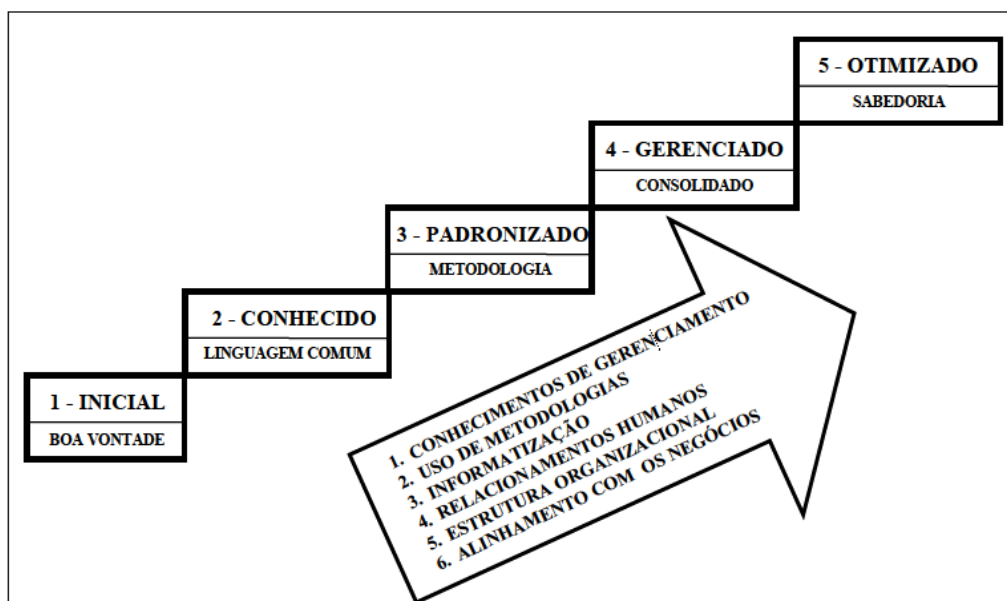 5 - OTIMIZADO
SABEDORIA
4 - GERENCIADO
CONSOLIDADO
3 - PADRONIZADO
METODOLOGIA
2 - CONHECIDO
LINGUAGEM COMUM
1 - INICIAL
BOA VONTADE
1. CONHECIMENTOS DE GERENCIAMENTO
2. USO DE METODOLOGIAS
3. INFORMATIZAÇÃO
4. RELACIONAMENTOS HUMANOS
5. ESTRUTURA ORGANIZACIONAL
6. ALINHAMENTO COM OS NEGÓCIOS